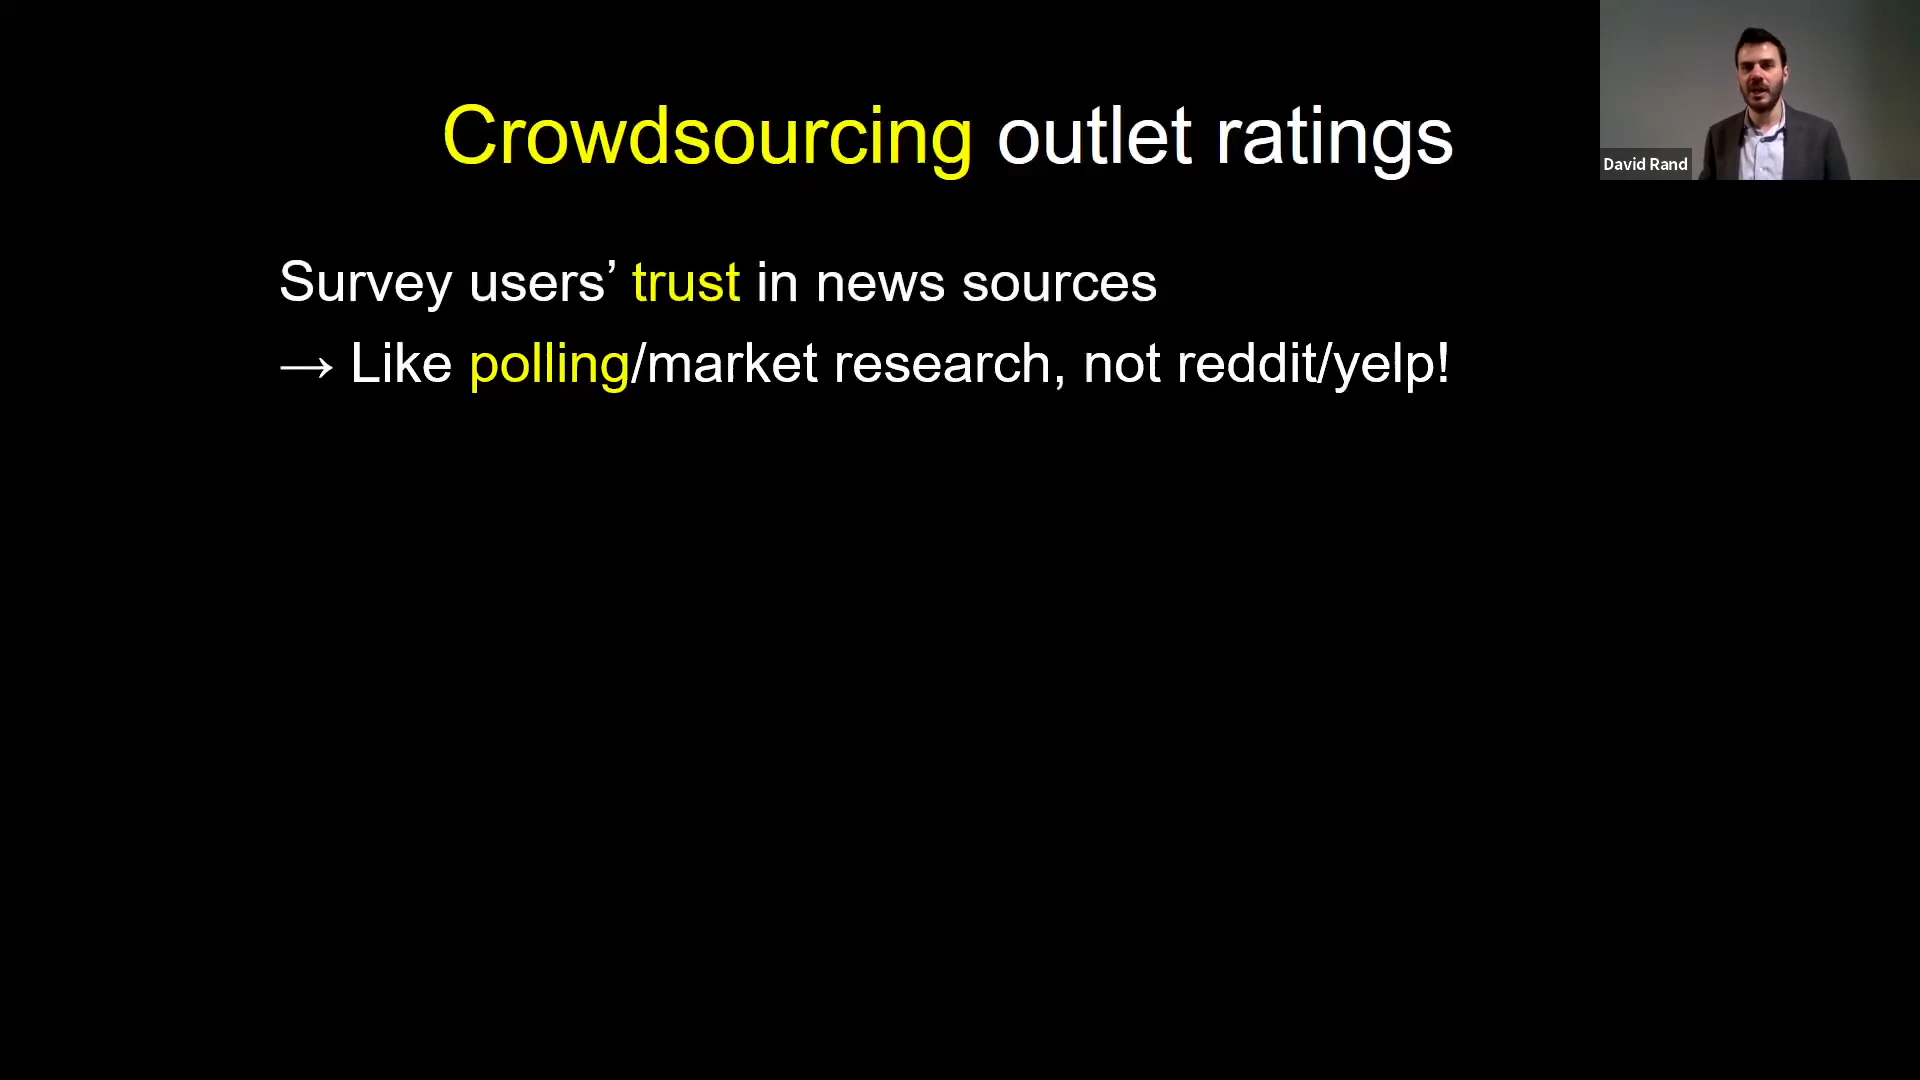 Crowdsourcing outlet ratings
David Rand
Survey users’ trust in news sources
→ Like polling/market research, not reddit/yelp!